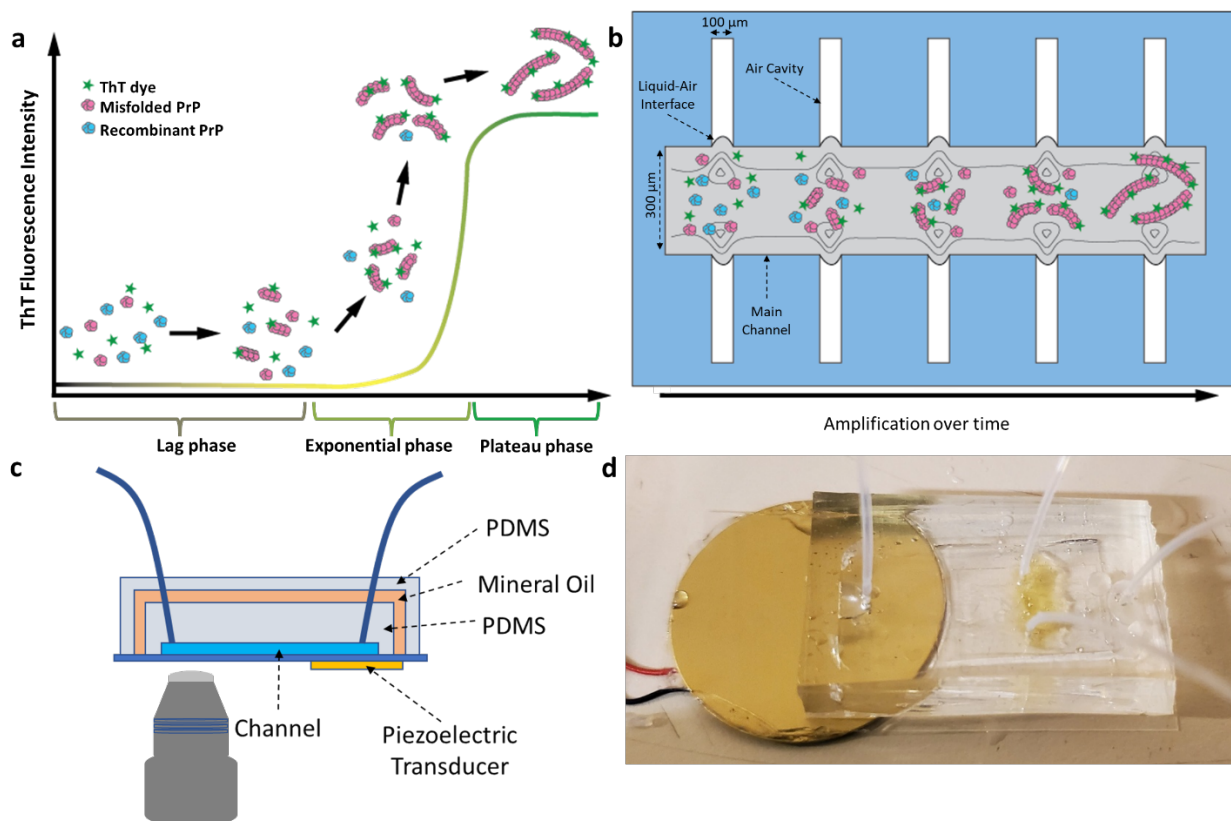 a
ThT Fluorescence Intensity
ThT dye
Misfolded PrP
Recombinant PrP
Lag phase
Exponential phase
Plateau phase
b
100 µm
Air Cavity
Liquid-Air
Interface
300 µm
Main
Channel
Amplification over time
c
PDMS
Mineral Oil
PDMS
Channel
Piezoelectric
Transducer
d